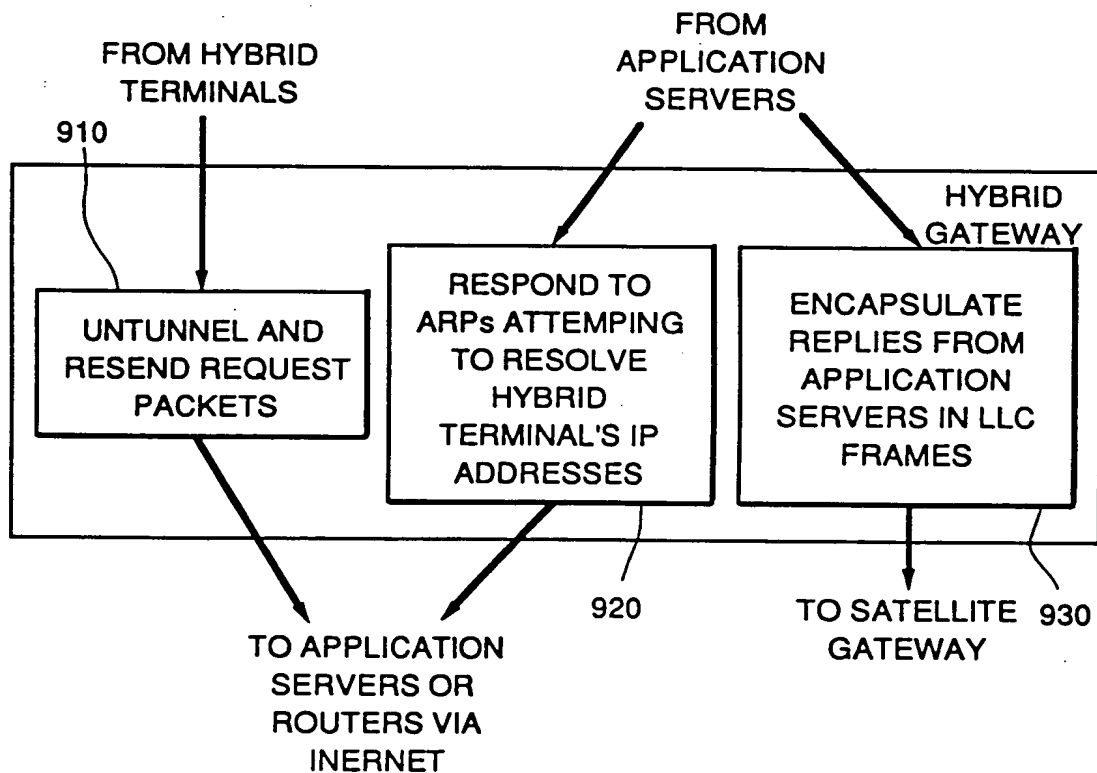 FROM HYBRID
TERMINALS
FROM
APPLICATION
SERVERS
910
HYBRID
GATEWAY
UNTUNNEL AND
RESEND REQUEST
PACKETS
RESPOND TO
ARPs ATTEMPING
TO RESOLVE
HYBRID
TERMINAL'S IP
ADDRESSES
ENCAPSULATE
REPLIES FROM
APPLICATION
SERVERS IN LLC
FRAMES
920
930
TO APPLICATION
SERVERS OR
ROUTERS VIA
INERNET
TO SATELLITE
GATEWAY